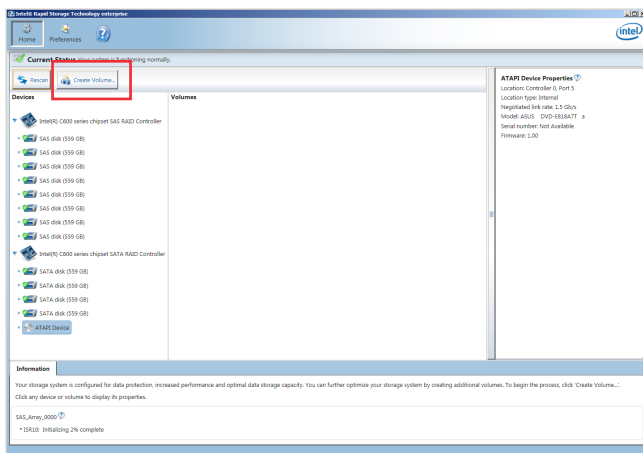 Intel® Rapid Storage Technology enterprise
Home
Preferences
intel
Current Status Your system is functioning normally.
Rescan
Create Volume...
Devices
Volumes
Intel(R) C600 series chipset SAS RAID Controller
SAS disk (559 GB)
SAS disk (559 GB)
SAS disk (559 GB)
SAS disk (559 GB)
SAS disk (559 GB)
SAS disk (559 GB)
SAS disk (559 GB)
SAS disk (559 GB)
Intel(R) C600 series chipset SATA RAID Controller
SATA disk (559 GB)
SATA disk (559 GB)
SATA disk (559 GB)
SATA disk (559 GB)
ATAPI Device
ATAPI Device Properties
Location: Controller 0, Port 5
Location type: Internal
Negotiated link rate: 1.5 Gb/s
Model: ASUS DVD-E818A7T a
Serial number: Not Available
Firmware: 1.00
Information
Your storage system is configured for data protection, increased performance and optimal data storage capacity. You can further optimize your storage system by creating additional volumes. To begin the process, click 'Create Volume...'.
Click any device or volume to display its properties.
SAS_Array_0000
• ISR10: Initializing 2% complete